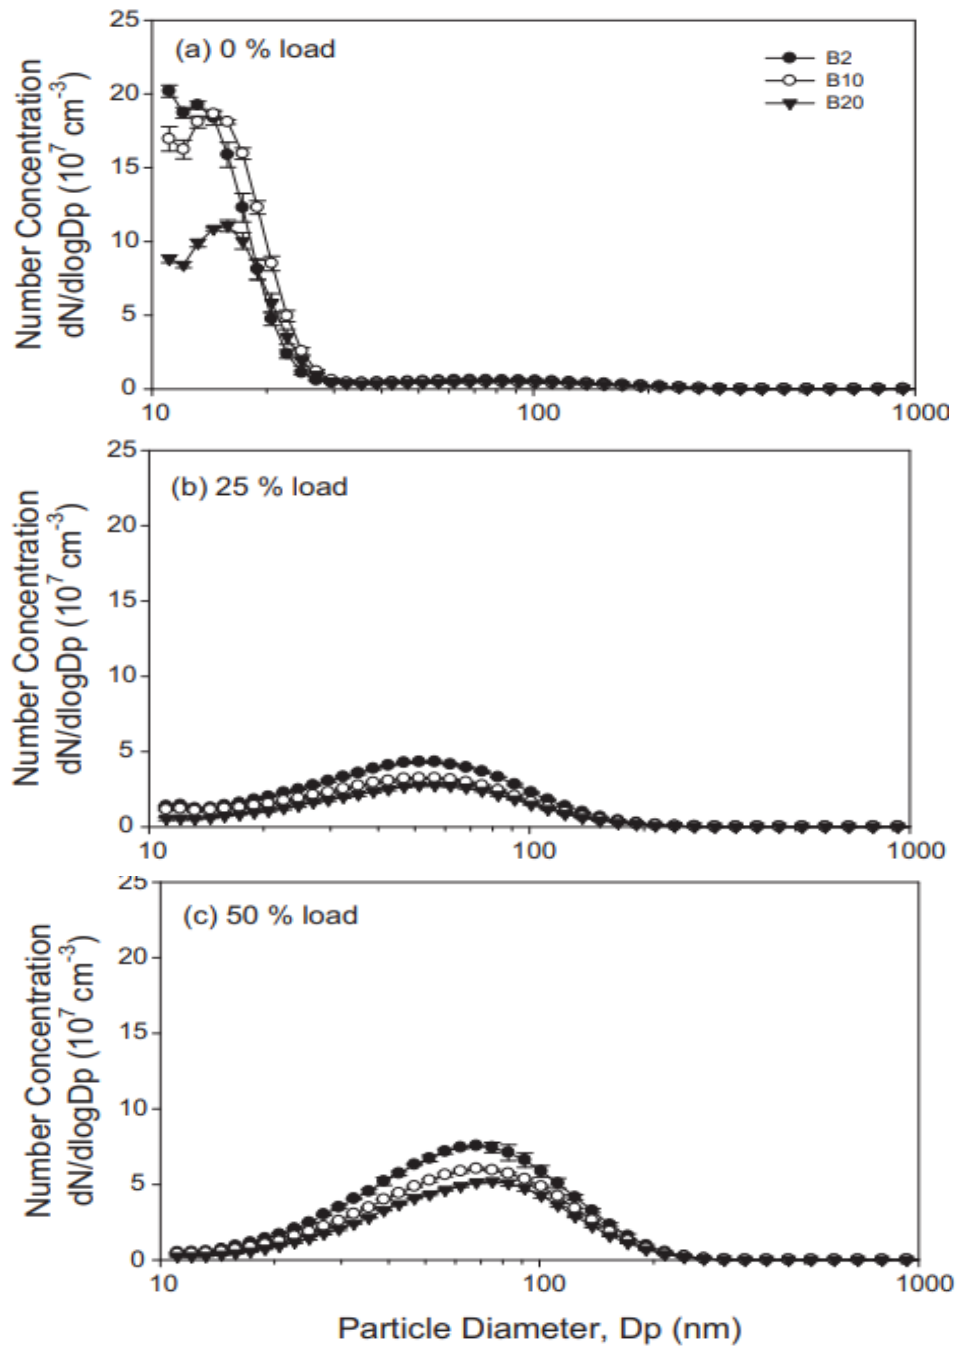 25
(a) 0 % load
B2
B10
B20
20
15
10
5
0
10
100
1000
Number Concentration
dN/dlogDp (10⁷ cm⁻³)
25
(b) 25 % load
20
15
10
5
0
10
100
1000
Number Concentration
dN/dlogDp (10⁷ cm⁻³)
25
(c) 50 % load
20
15
10
5
0
10
100
1000
Number Concentration
dN/dlogDp (10⁷ cm⁻³)
Particle Diameter, Dp (nm)